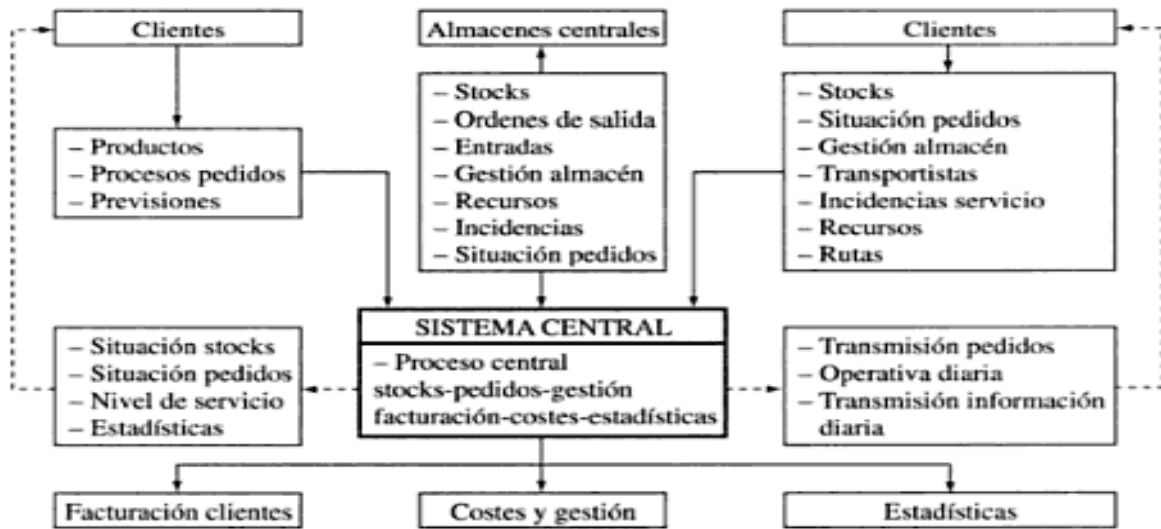 Clientes
Almacenes centrales
Clientes
– Productos
– Procesos pedidos
– Previsiones
– Stocks
– Ordenes de salida
– Entradas
– Gestión almacén
– Recursos
– Incidencias
– Situación pedidos
– Stocks
– Situación pedidos
– Gestión almacén
– Transportistas
– Incidencias servicio
– Recursos
– Rutas
– Situación stocks
– Situación pedidos
– Nivel de servicio
– Estadísticas
SISTEMA CENTRAL
– Proceso central
stocks-pedidos-gestión
facturación-costes-estadísticas
– Transmisión pedidos
– Operativa diaria
– Transmisión información
diaria
Facturación clientes
Costes y gestión
Estadísticas